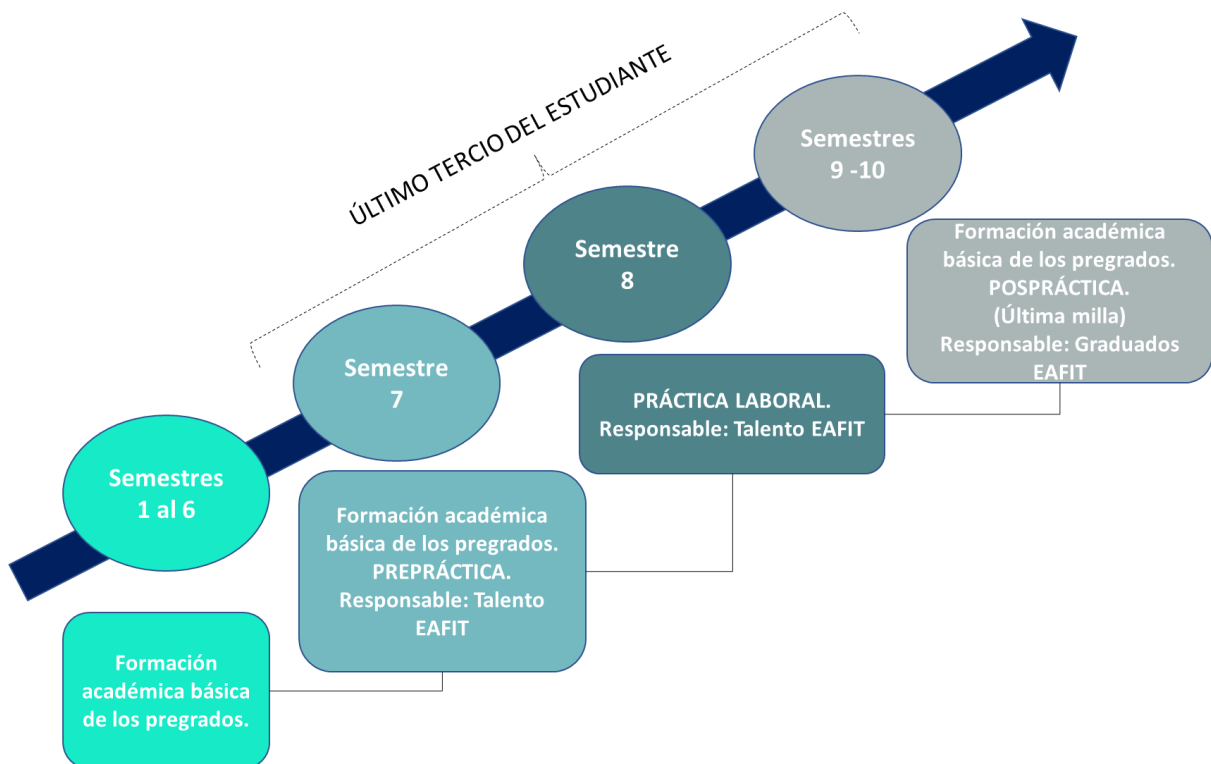 ÚLTIMO TERCIO DEL ESTUDIANTE
Semestres
1 al 6
Formación
académica básica
de los pregrados.
Semestre
7
Formación académica
básica de los pregrados.
PREPRÁCTICA.
Responsable: Talento
EAFIT
Semestre
8
PRÁCTICA LABORAL.
Responsable: Talento EAFIT
Semestres
9 -10
Formación académica
básica de los pregrados.
POSPRÁCTICA.
(Última milla)
Responsable: Graduados
EAFIT